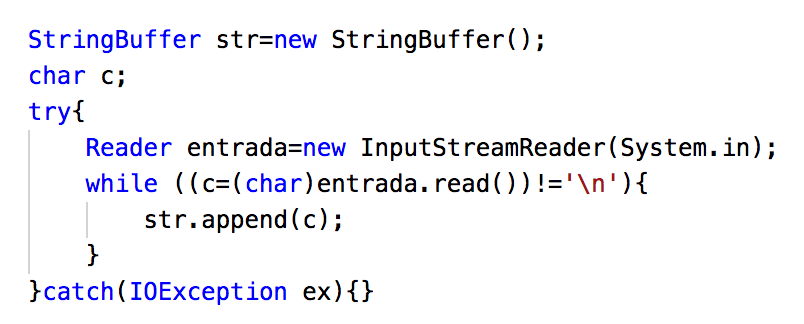 StringBuffer str=new StringBuffer();
char c;
try{
    Reader entrada=new InputStreamReader(System.in);
    while ((c=(char)entrada.read())!='\n'){
        str.append(c);
    }
}catch(IOException ex){}